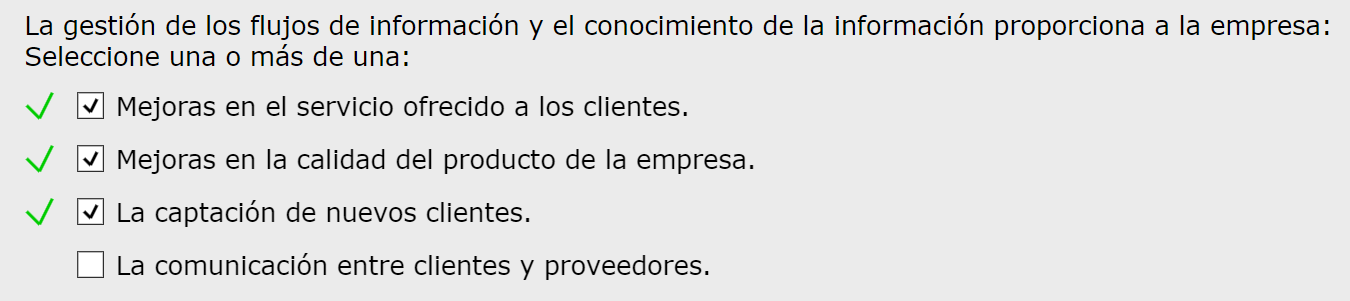 La gestión de los flujos de información y el conocimiento de la información proporciona a la empresa:
Seleccione una o más de una:
Mejoras en el servicio ofrecido a los clientes.
Mejoras en la calidad del producto de la empresa.
La captación de nuevos clientes.
La comunicación entre clientes y proveedores.